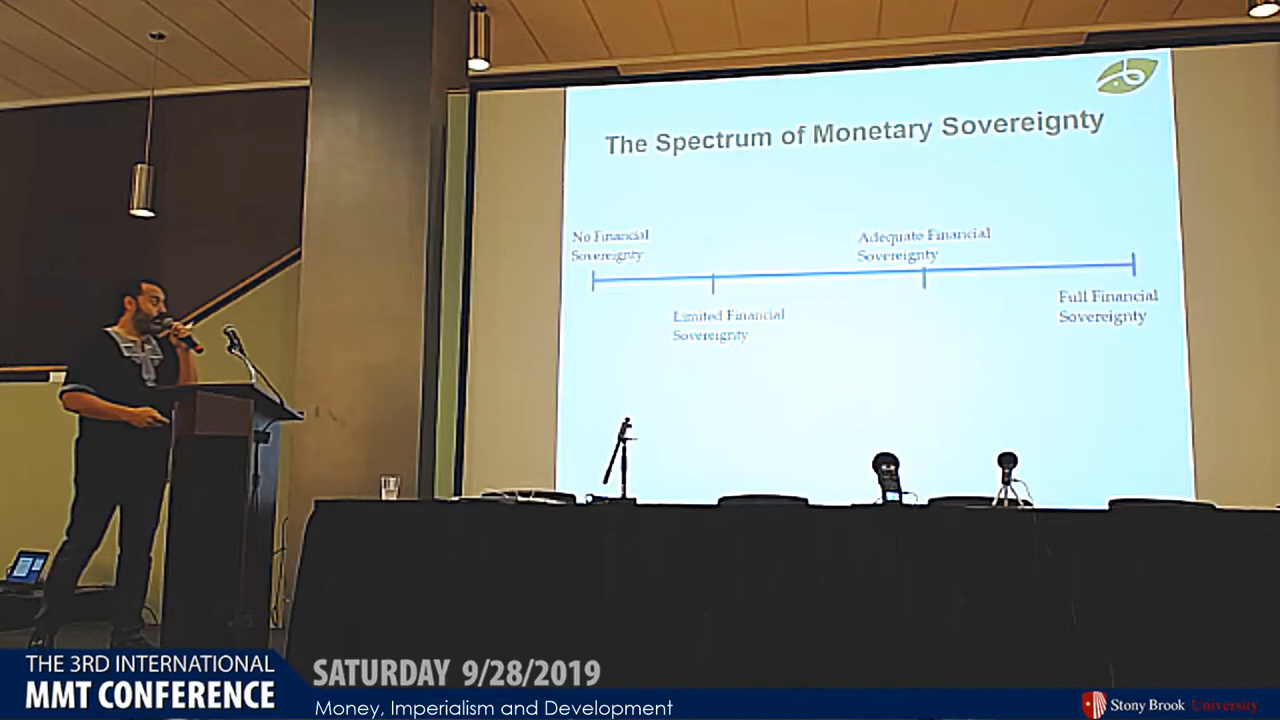 The Spectrum of Monetary Sovereignty
No Financial
Sovereignty
Adequate Financial
Sovereignty
Limited Financial
Sovereignty
Full Financial
Sovereignty
THE 3RD INTERNATIONAL
MMT CONFERENCE
SATURDAY 9/28/2019
Money, Imperialism and Development
Stony Brook University